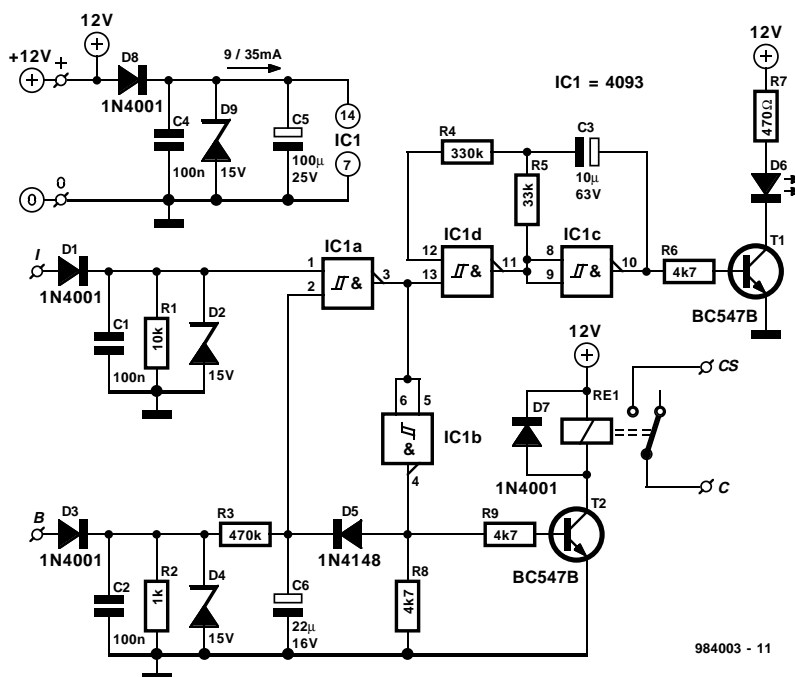 12V
+12V
+
D8
1N4001
9 / 35mA
C4
100n
D9
15V
C5
100µ
25V
14
IC1
7
0
0
IC1 = 4093
12V
R7
470Ω
D6
R4
330k
C3
10µ
63V
R5
33k
IC1d
12
13
&
11
IC1c
8
9
&
10
R6
4k7
T1
BC547B
I
D1
1N4001
C1
100n
R1
10k
D2
15V
IC1a
1
2
&
3
6
5
&
IC1b
4
12V
D7
1N4001
RE1
CS
C
B
D3
1N4001
C2
100n
R2
1k
D4
15V
R3
470k
D5
1N4148
C6
22µ
16V
R8
4k7
R9
4k7
T2
BC547B
984003 - 11